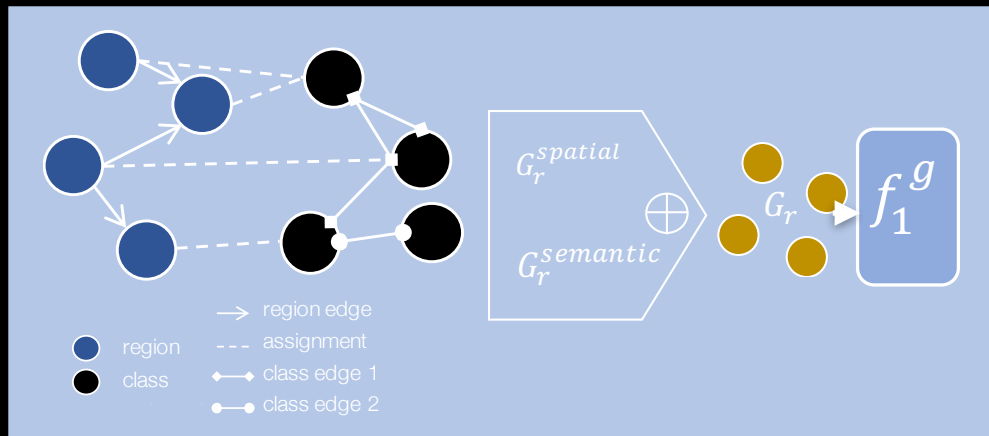 G_r^{spatial}
⊕
G_r^{semantic}
G_r
f_1^g
region edge
assignment
class edge 1
class edge 2
region
class